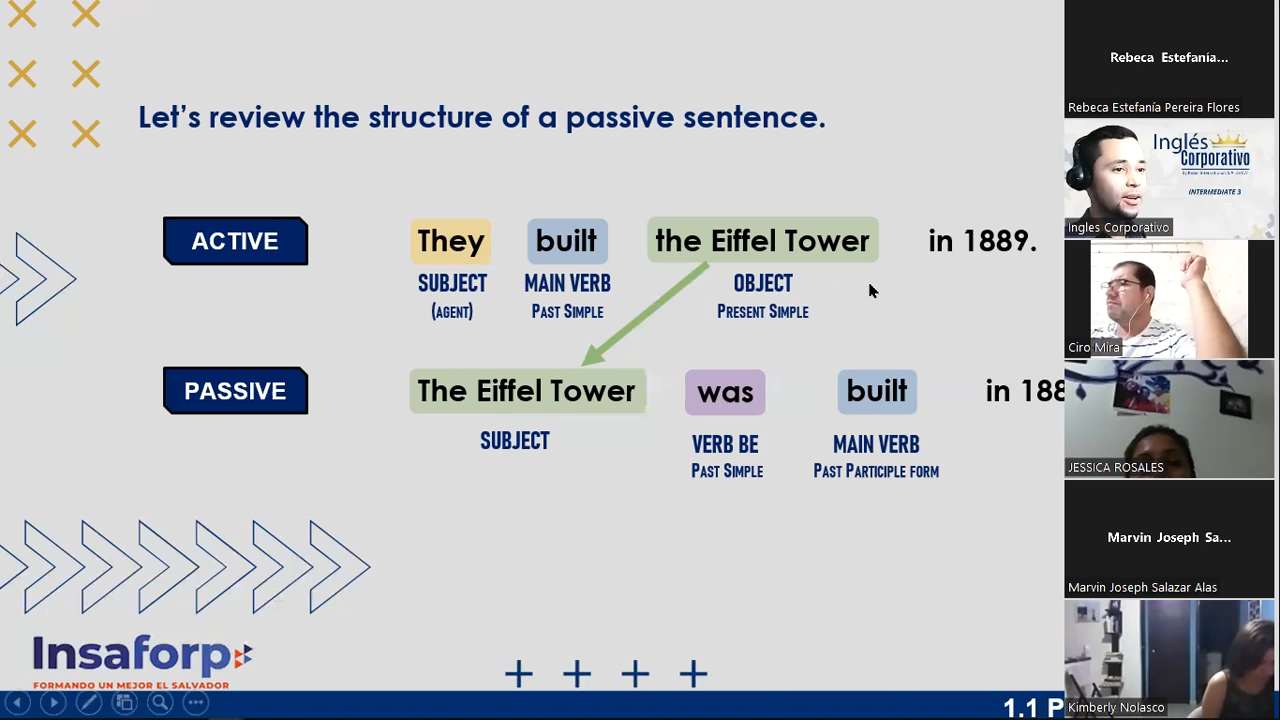 Let's review the structure of a passive sentence.
ACTIVE
They built the Eiffel Tower in 1889.
SUBJECT MAIN VERB OBJECT
(AGENT) PAST SIMPLE PRESENT SIMPLE
PASSIVE
The Eiffel Tower was built in 188
SUBJECT VERB BE MAIN VERB
PAST SIMPLE PAST PARTICIPLE FORM
Insaforp
FORMANDO UN MEJOR EL SALVADOR
1.1 P
Rebeca Estefanía...
Rebeca Estefanía Pereira Flores
Inglés
Corporativo
INTERMEDIATE 3
Ingles Corporativo
Ciro Mira
JESSICA ROSALES
Marvin Joseph Sa...
Marvin Joseph Salazar Alas
Kimberly Nolasco